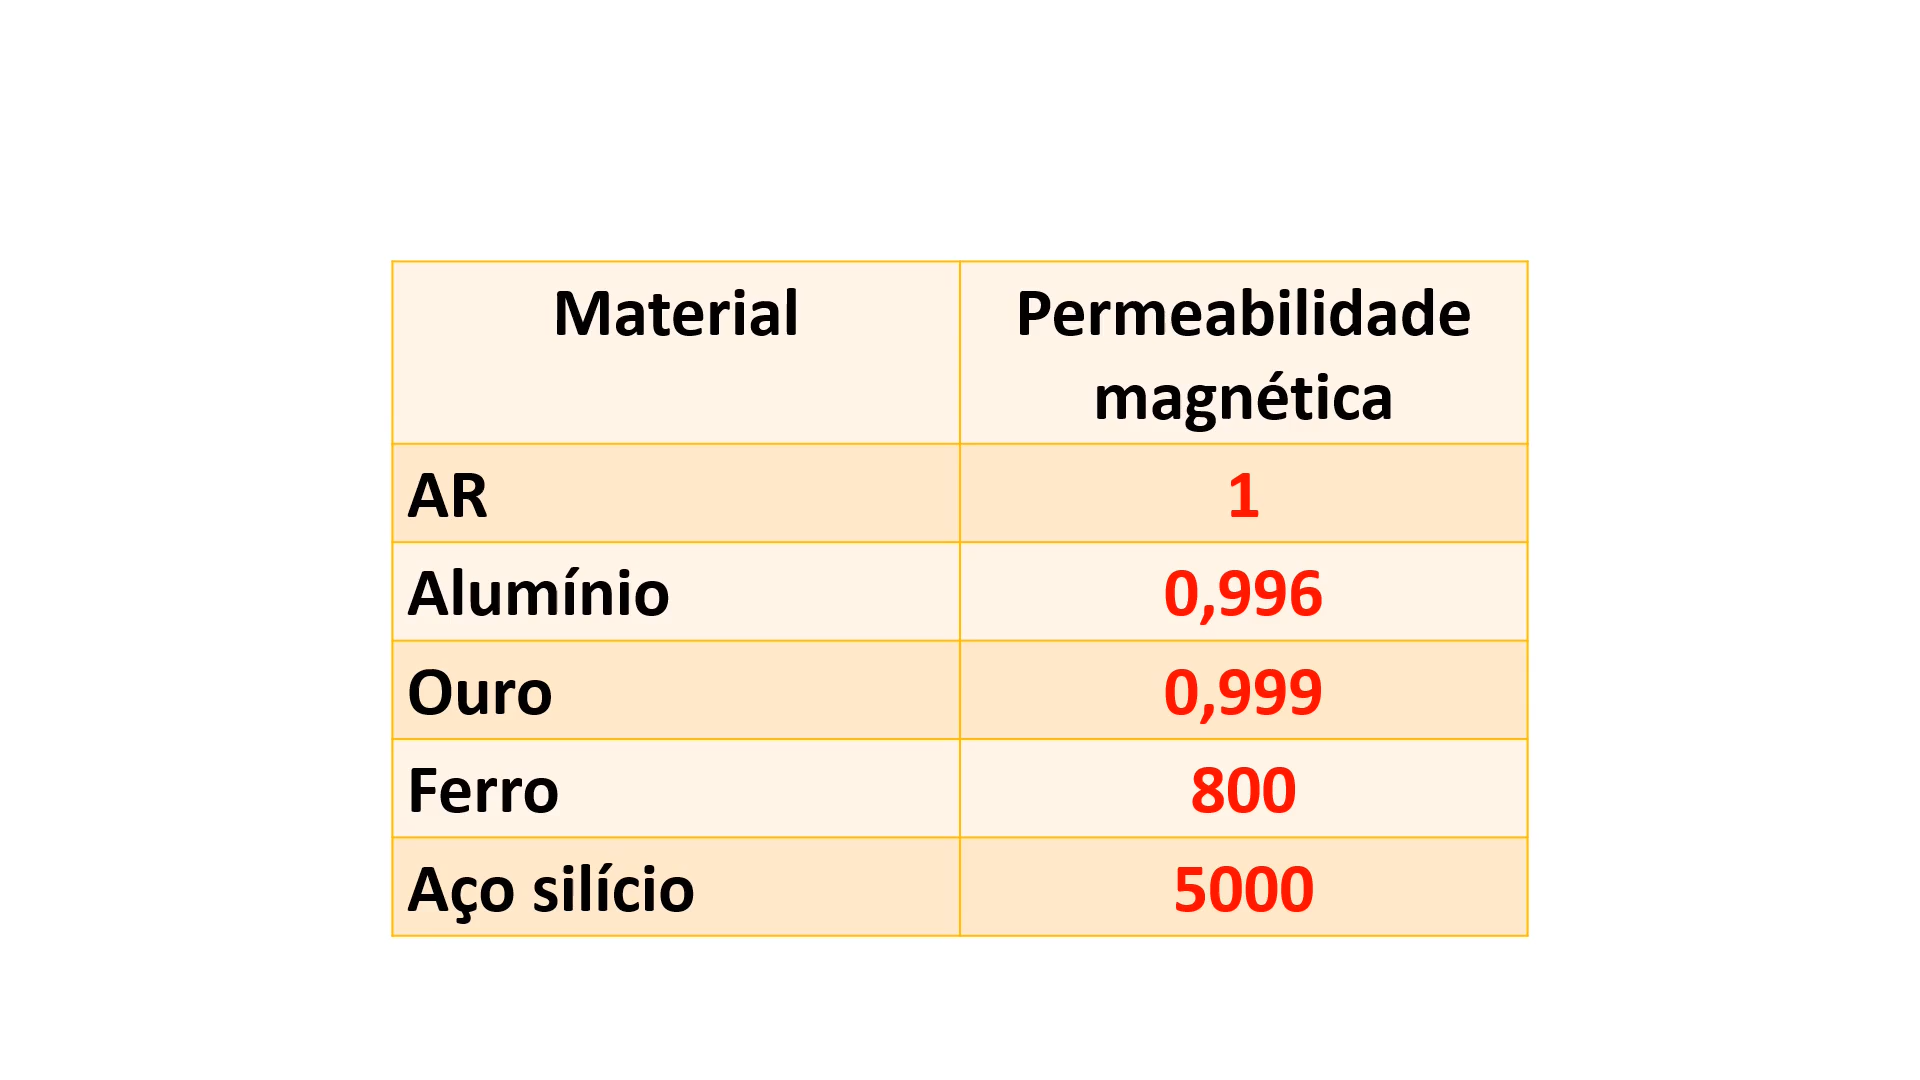 Material
Permeabilidade
magnética
AR
1
Alumínio
0,996
Ouro
0,999
Ferro
800
Aço silício
5000